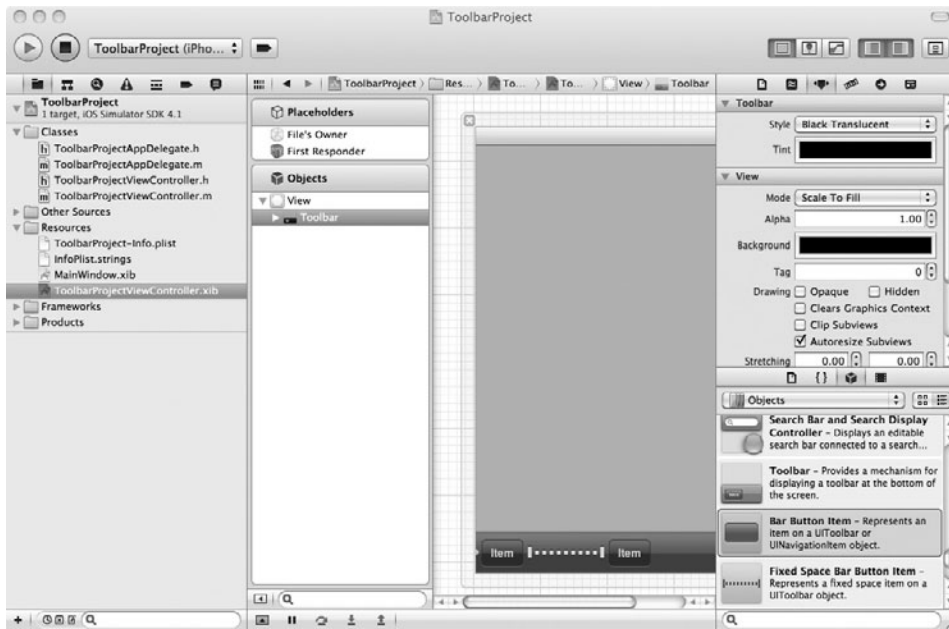 ToolbarProject
ToolbarProject (iPho...
ToolbarProject
Res...
To...
To...
View
Toolbar
ToolbarProject
1 target, iOS Simulator SDK 4.1
Classes
ToolbarProjectAppDelegate.h
ToolbarProjectAppDelegate.m
ToolbarProjectViewController.h
ToolbarProjectViewController.m
Other Sources
Resources
ToolbarProject-Info.plist
InfoPlist.strings
MainWindow.xib
ToolbarProjectViewController.xib
Frameworks
Products
Placeholders
File's Owner
First Responder
Objects
View
Toolbar
Item
Item
Toolbar
Style Black Translucent
Tint
View
Mode Scale To Fill
Alpha 1.00
Background
Tag 0
Drawing Opaque Hidden
Clears Graphics Context
Clip Subviews
Autoresize Subviews
Stretching 0.00 0.00
Objects
Search Bar and Search Display
Controller – Displays an editable
search bar connected to a search...
Toolbar – Provides a mechanism for
displaying a toolbar at the bottom of
the screen.
Bar Button Item – Represents an
item on a UIToolbar or
UINavigationItem object.
Fixed Space Bar Button Item –
Represents a fixed space item on a
UIToolbar object.